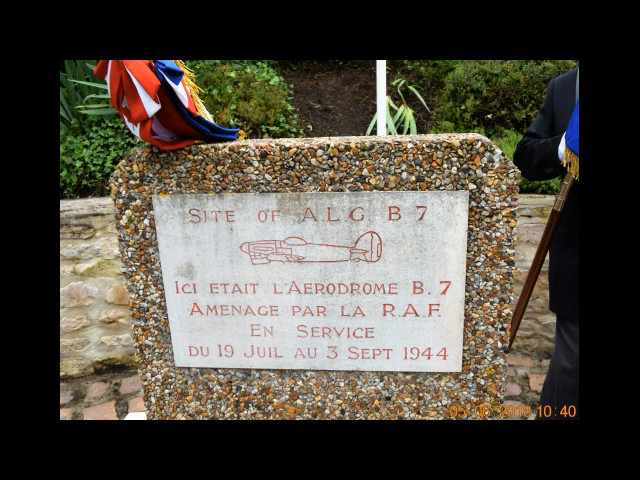 SITE OF A.L.G. B 7
ICI ETAIT L'AERODROME B. 7
AMENAGE PAR LA R.A.F.
EN SERVICE
DU 19 JUIL AU 3 SEPT 1944